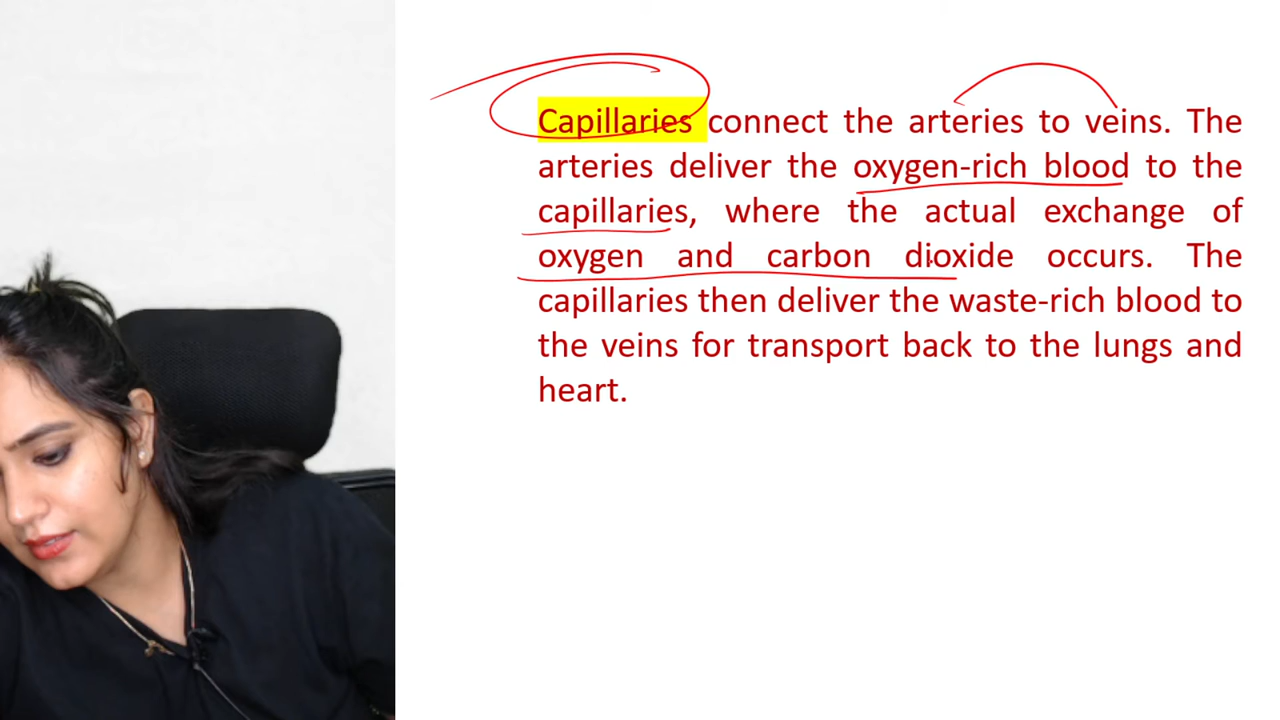 Capillaries connect the arteries to veins. The
arteries deliver the oxygen-rich blood to the
capillaries, where the actual exchange of
oxygen and carbon dioxide occurs. The
capillaries then deliver the waste-rich blood to
the veins for transport back to the lungs and
heart.